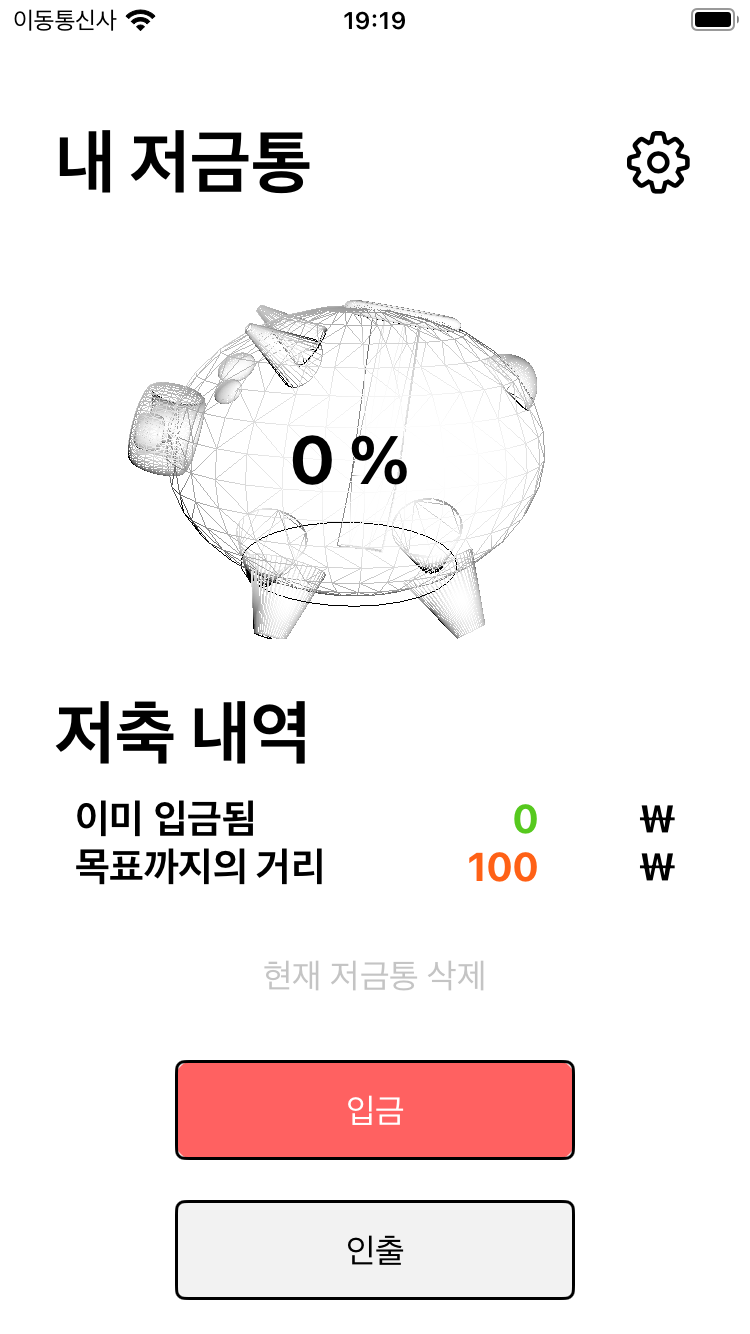 이동통신사 19:19
내 저금통
0 %
저축 내역
이미 입금됨 0 ₩
목표까지의 거리 100 ₩
현재 저금통 삭제
입금
인출